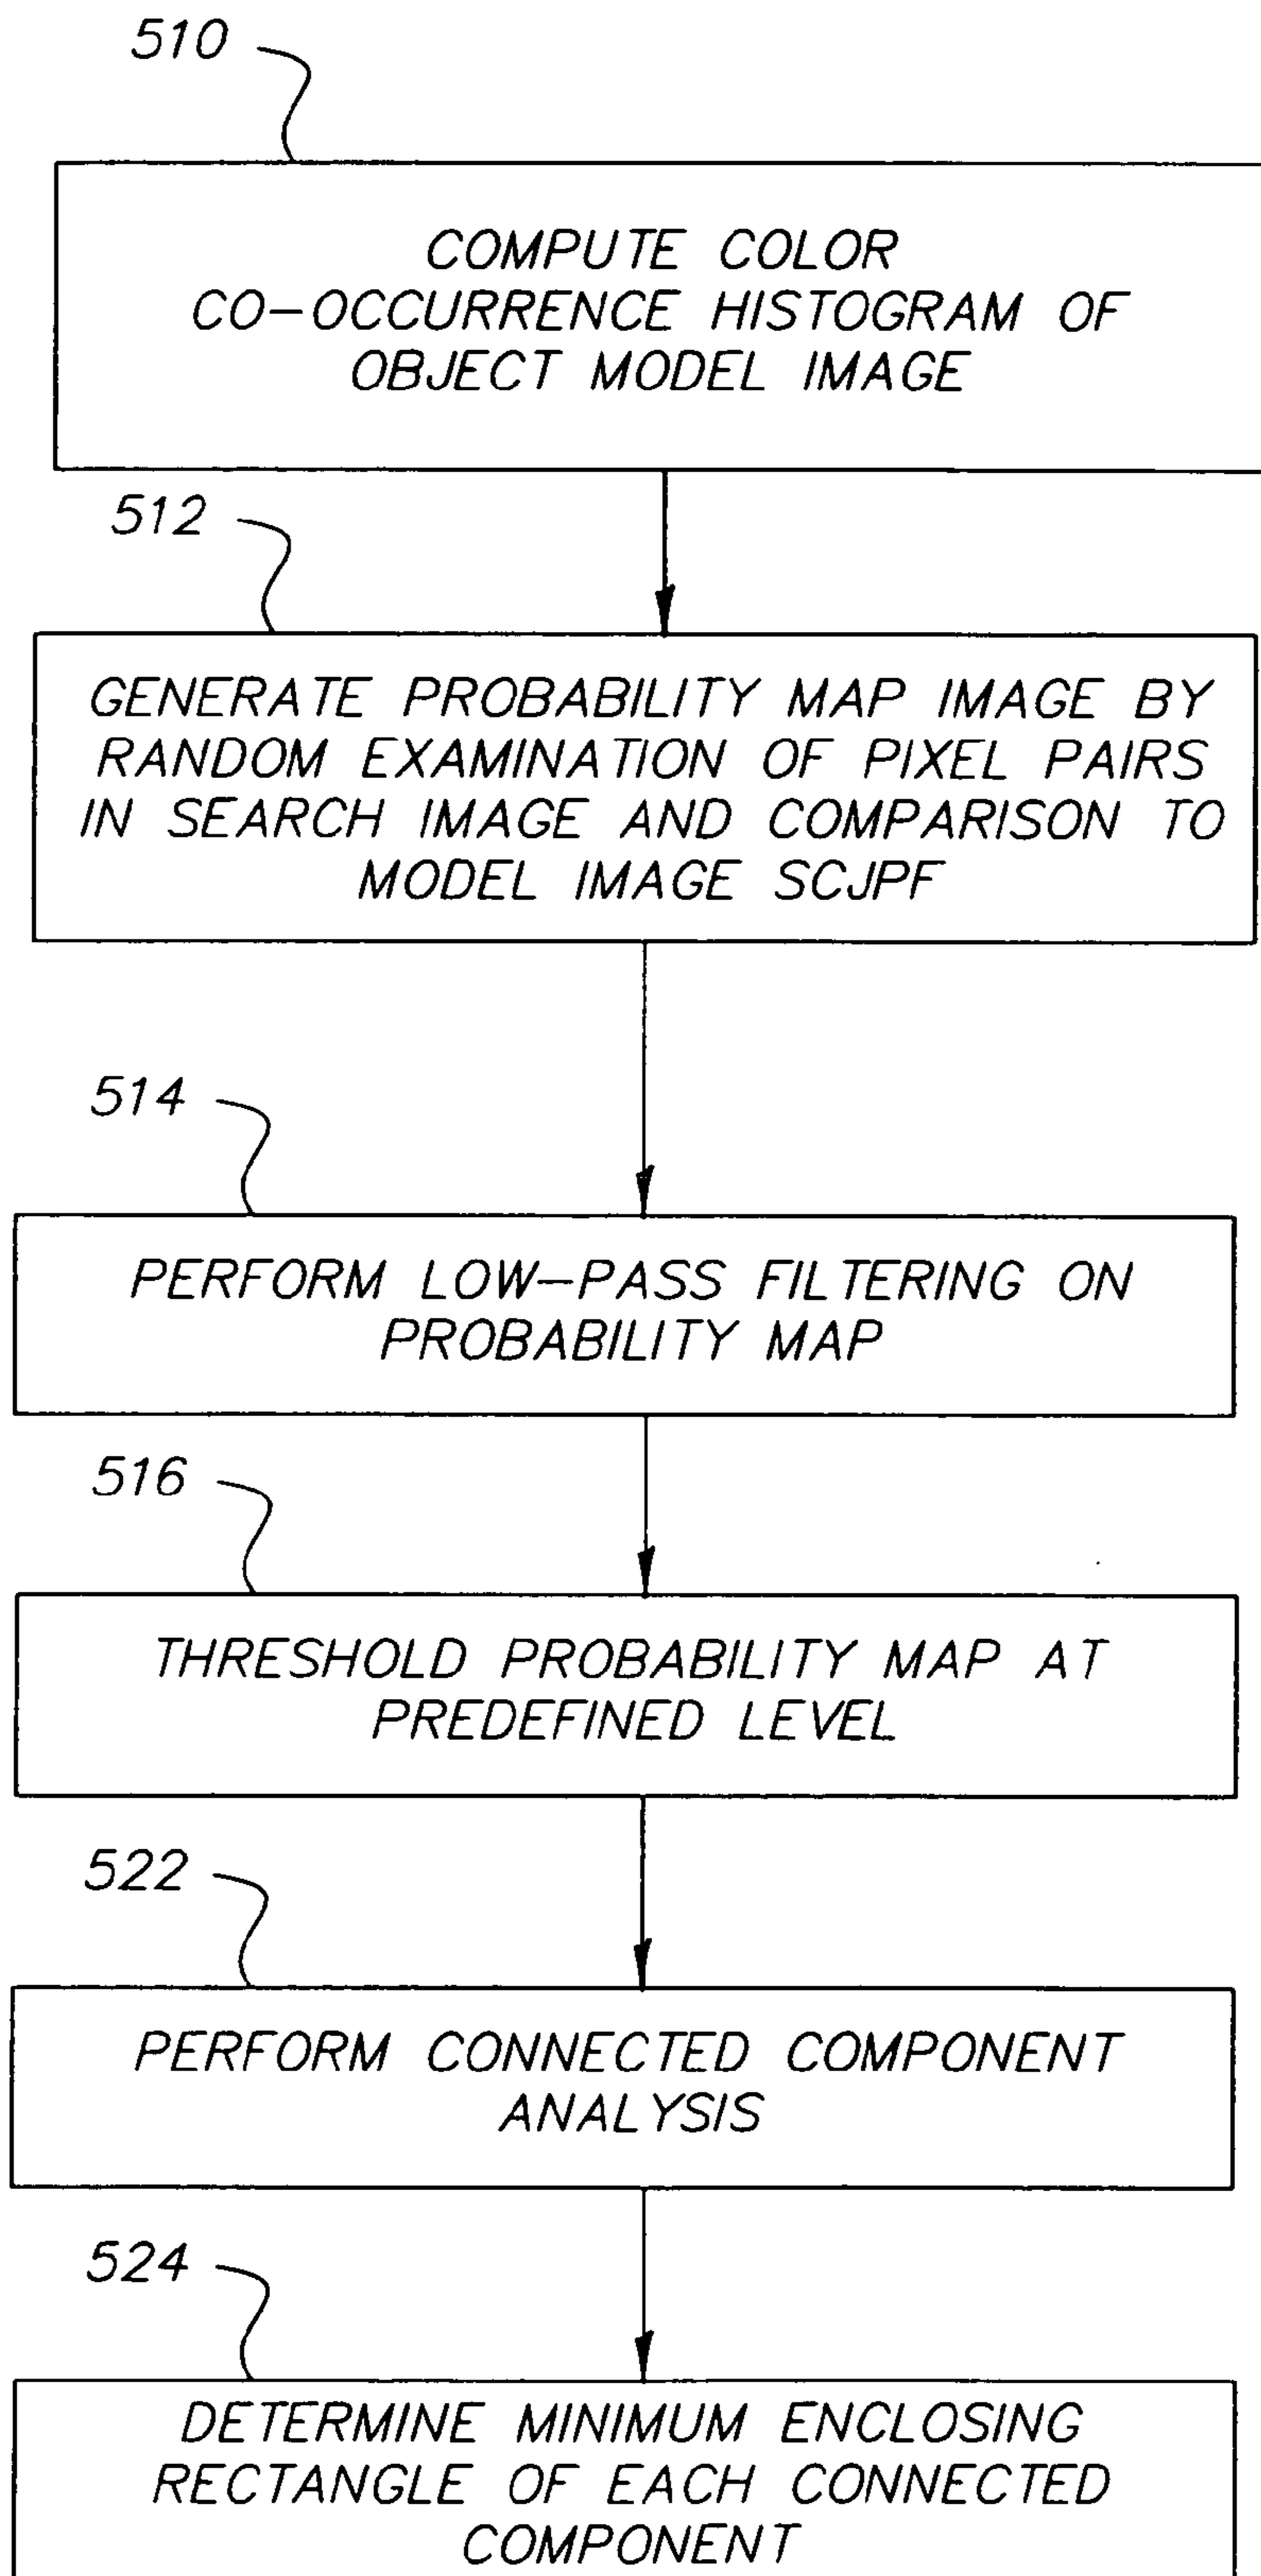 510
COMPUTE COLOR
CO-OCCURRENCE HISTOGRAM OF
OBJECT MODEL IMAGE
512
GENERATE PROBABILITY MAP IMAGE BY
RANDOM EXAMINATION OF PIXEL PAIRS
IN SEARCH IMAGE AND COMPARISON TO
MODEL IMAGE SCJPF
514
PERFORM LOW-PASS FILTERING ON
PROBABILITY MAP
516
THRESHOLD PROBABILITY MAP AT
PREDEFINED LEVEL
522
PERFORM CONNECTED COMPONENT
ANALYSIS
524
DETERMINE MINIMUM ENCLOSING
RECTANGLE OF EACH CONNECTED
COMPONENT